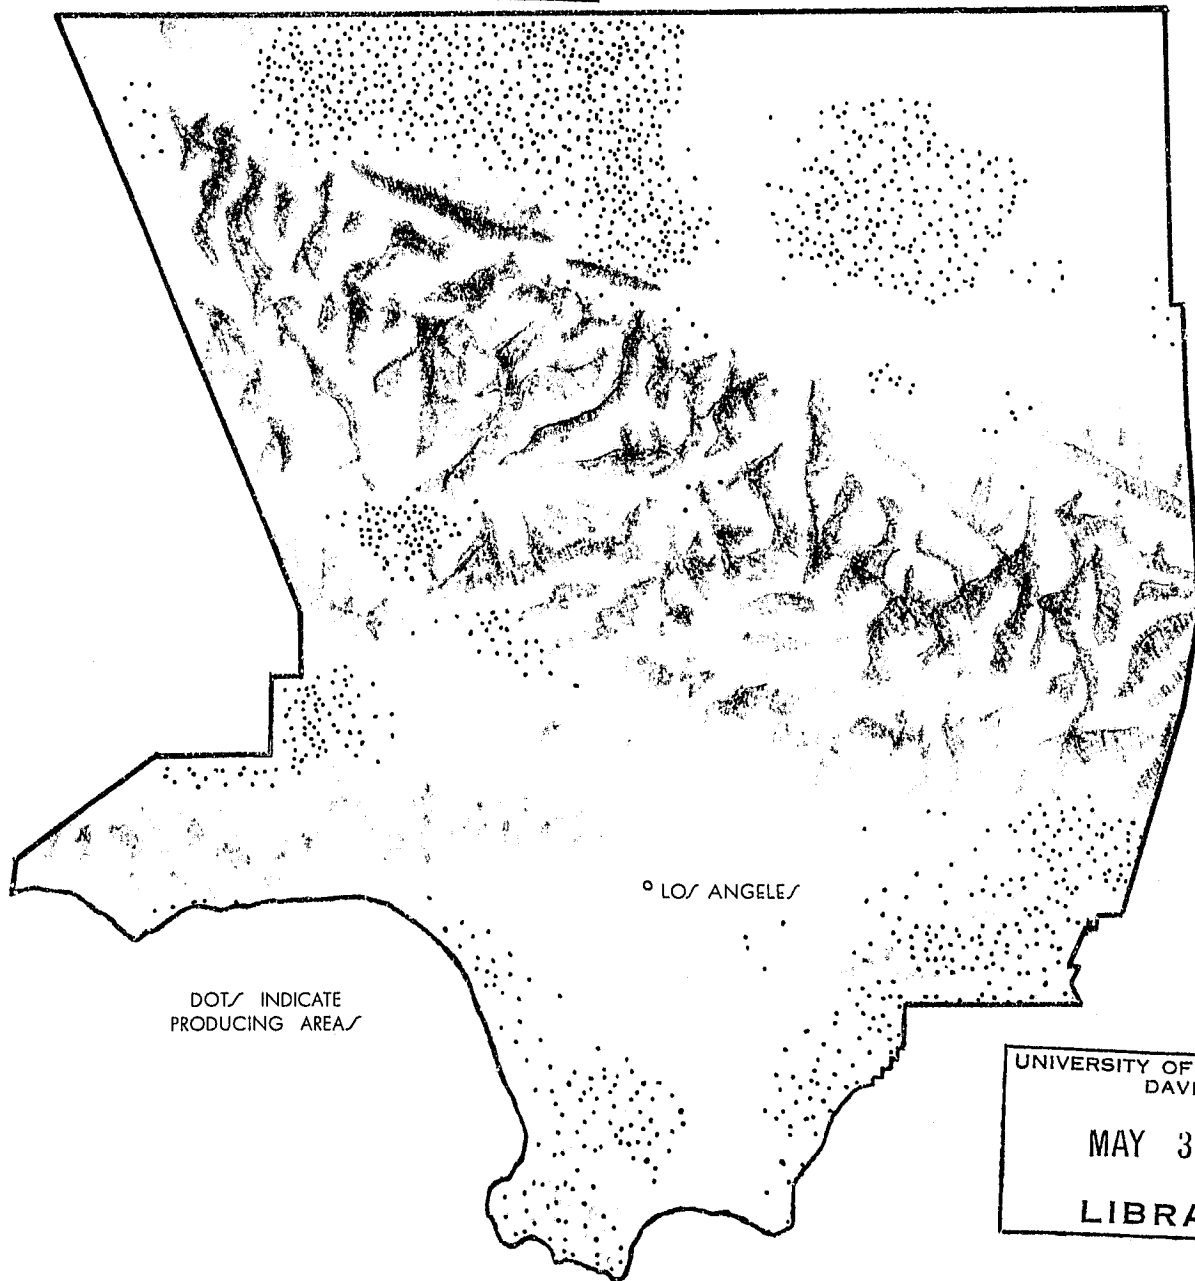 LOS ANGELES
DOTS INDICATE
PRODUCING AREAS
UNIVERSITY OF
DAVI
MAY 3
LIBRA